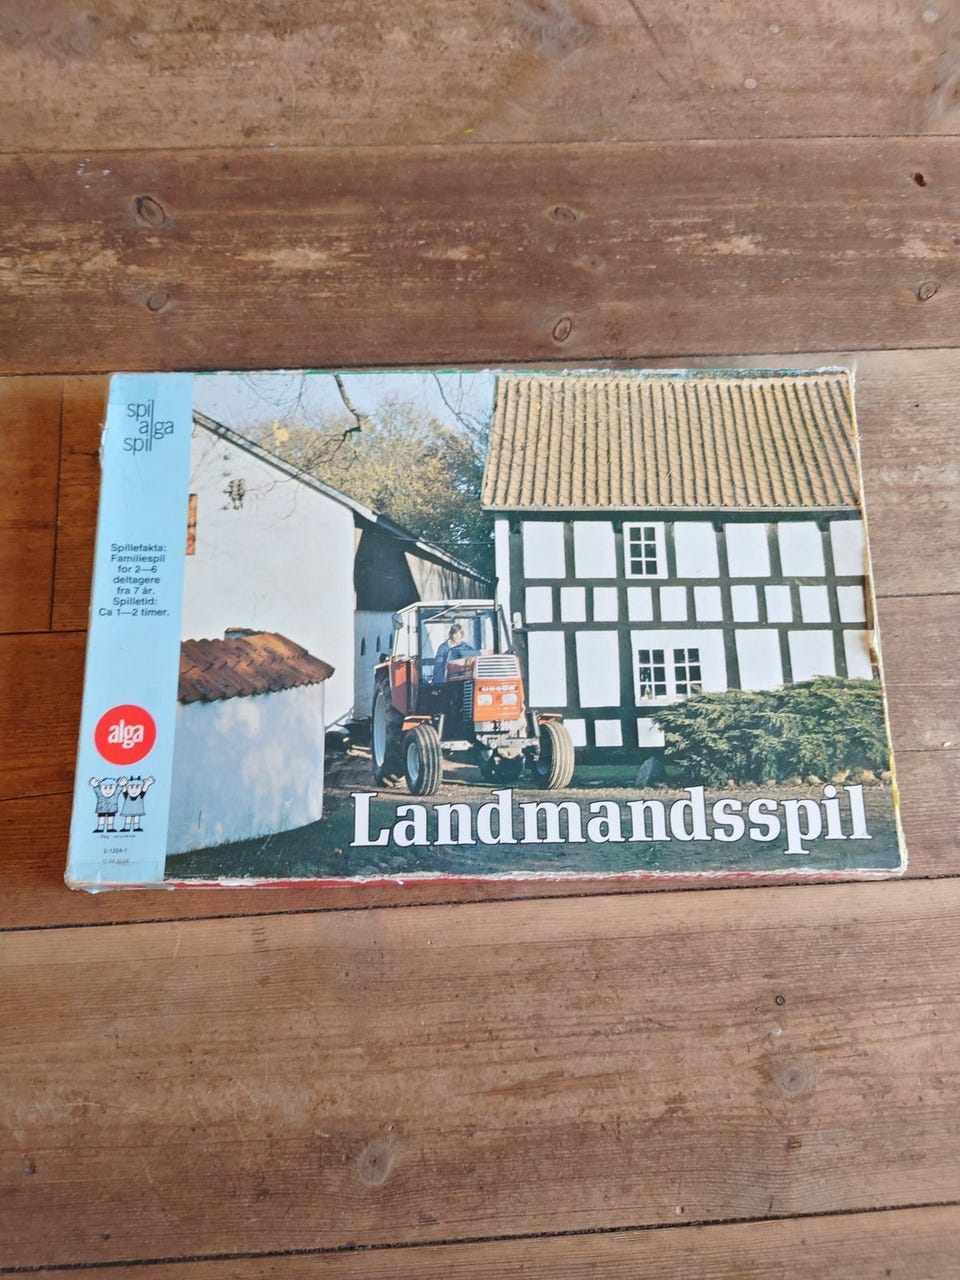 spil
alga
spil
Spillefakta:
Familiespil
for 2—6
deltagere
fra 7 år.
Spilletid:
Ca 1—2 timer.
alga
Landmandsspil